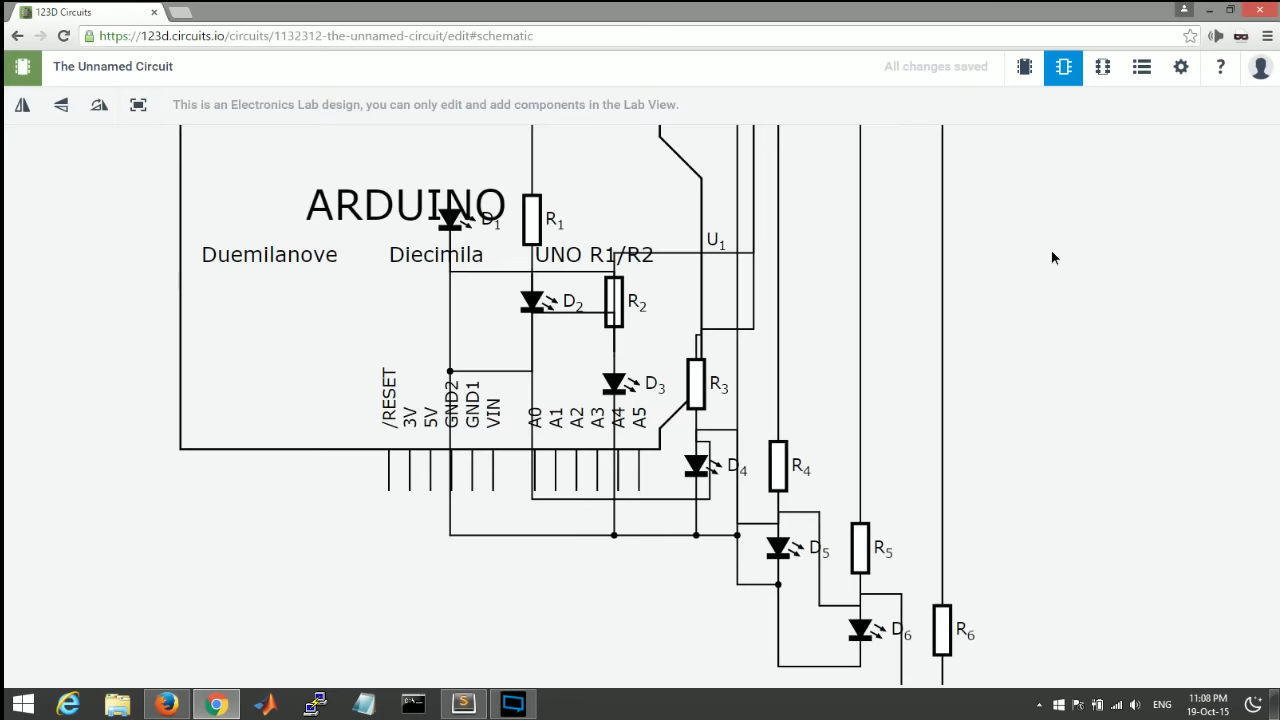 123D Circuits
https://123d.circuits.io/circuits/1132312-the-unnamed-circuit/edit#schematic
The Unnamed Circuit
All changes saved
?
This is an Electronics Lab design, you can only edit and add components in the Lab View.
ARDUINO
D1
R1
U1
Duemilanove Diecimila UNO R1/R2
D2
R2
D3
R3
/RESET
3V
5V
GND2
GND1
VIN
A0
A1
A2
A3
A4
A5
D4
R4
D5
R5
D6
R6
11:08 PM
ENG
19-Oct-15